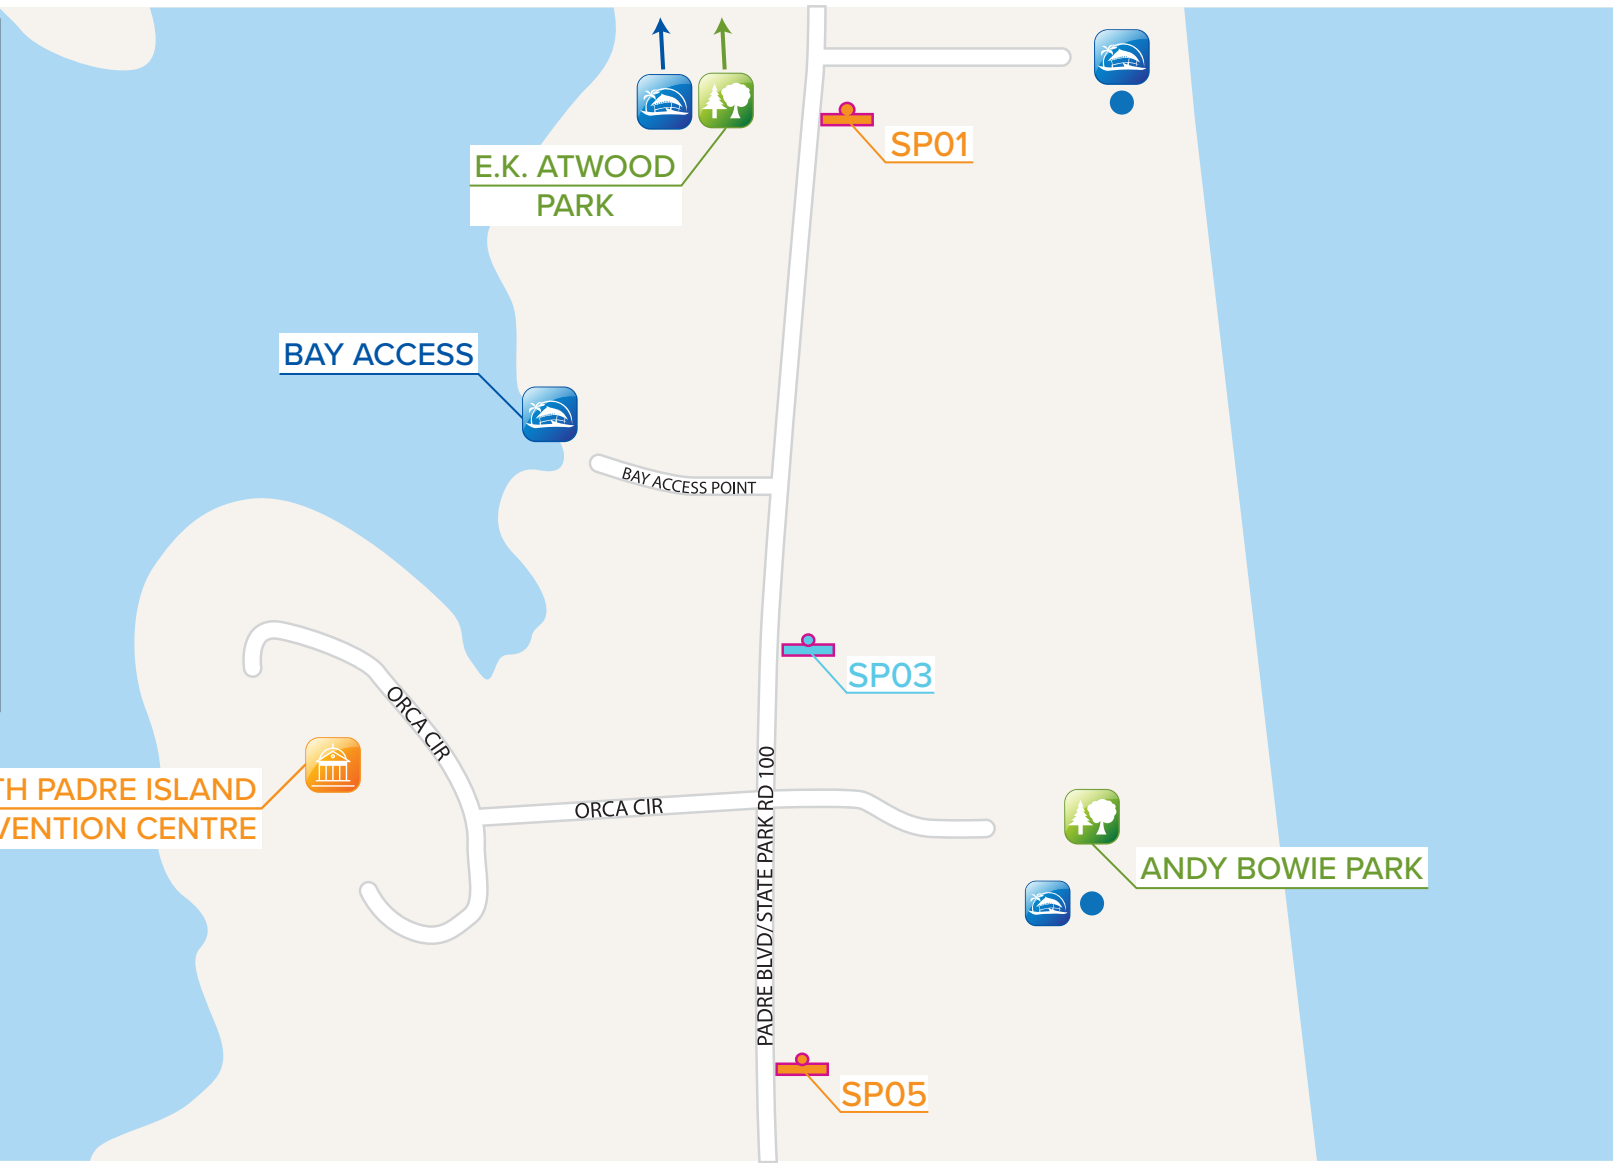 SP01
E.K. ATWOOD
PARK
BAY ACCESS
BAY ACCESS POINT
SP03
ORCA CIR
TH PADRE ISLAND
VENTION CENTRE
ORCA CIR
PADRE BLVD/STATE PARK RD 100
ANDY BOWIE PARK
SP05